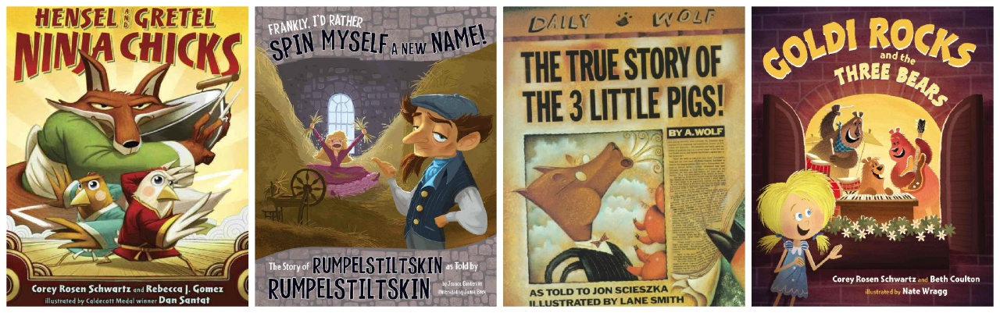 HENSEL AND GRETEL
NINJA CHICKS
Corey Rosen Schwartz and Rebecca J. Gomez
illustrated by Caldecott Medal winner Dan Santat
FRANKLY, I'D RATHER
SPIN MYSELF A NEW NAME!
The Story of RUMPELSTILTSKIN as Told by
RUMPELSTILTSKIN
by Jessica Gunderson
illustrated by Janna Bock
DAILY WOLF
THE TRUE STORY OF
THE 3 LITTLE PIGS!
BY A. WOLF
AS TOLD TO JON SCIESZKA
ILLUSTRATED BY LANE SMITH
GOLDI ROCKS
and the
THREE BEARS
Corey Rosen Schwartz and Beth Coulton
illustrated by Nate Wragg